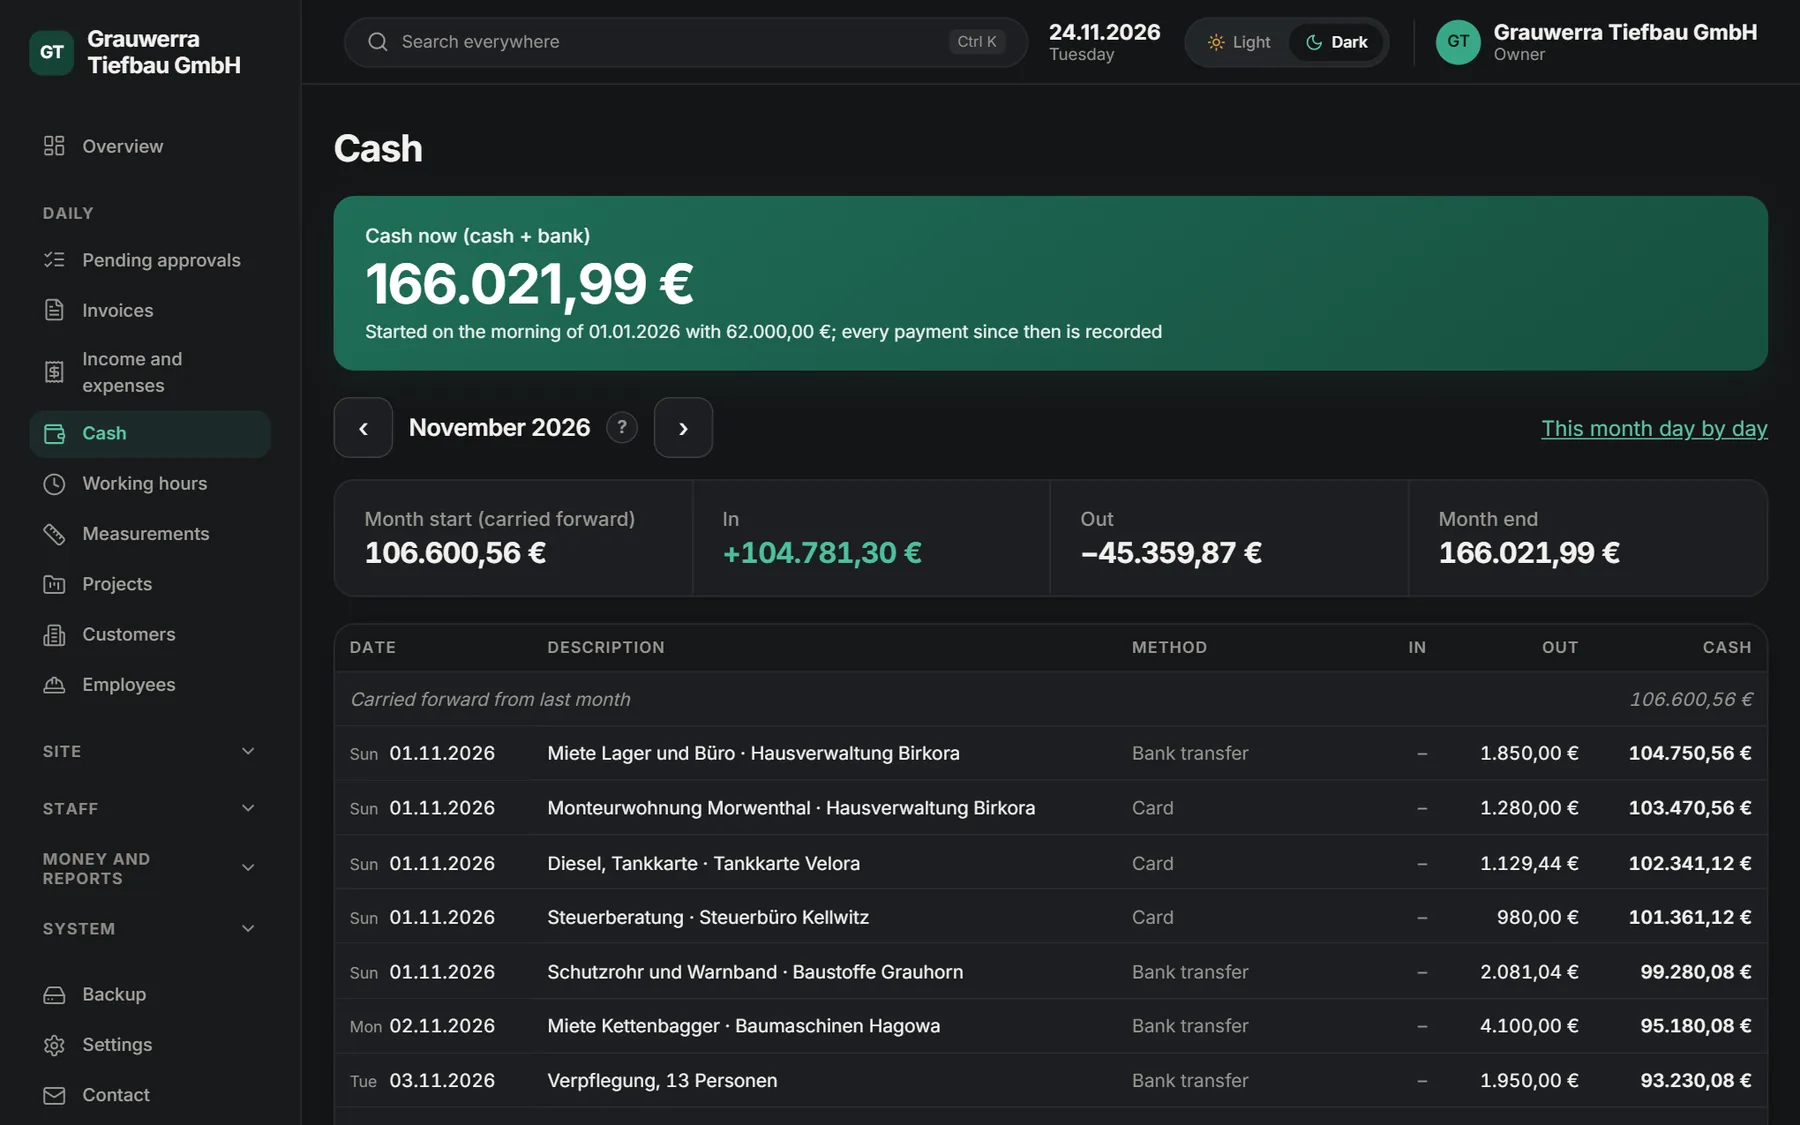 GT
Grauwerra
Tiefbau GmbH
Search everywhere
Ctrl K
24.11.2026
Tuesday
Light
Dark
GT
Grauwerra Tiefbau GmbH
Owner
Overview
DAILY
Pending approvals
Invoices
Income and
expenses
Cash
Working hours
Measurements
Projects
Customers
Employees
SITE
STAFF
MONEY AND
REPORTS
SYSTEM
Backup
Settings
Contact
Cash
Cash now (cash + bank)
166.021,99 €
Started on the morning of 01.01.2026 with 62.000,00 €; every payment since then is recorded
‹ November 2026 ? ›
This month day by day
Month start (carried forward)
106.600,56 €
In
+104.781,30 €
Out
−45.359,87 €
Month end
166.021,99 €
DATE DESCRIPTION METHOD IN OUT CASH
Carried forward from last month 106.600,56 €
Sun 01.11.2026 Miete Lager und Büro · Hausverwaltung Birkora Bank transfer – 1.850,00 € 104.750,56 €
Sun 01.11.2026 Monteurwohnung Morwenthal · Hausverwaltung Birkora Card – 1.280,00 € 103.470,56 €
Sun 01.11.2026 Diesel, Tankkarte · Tankkarte Velora Card – 1.129,44 € 102.341,12 €
Sun 01.11.2026 Steuerberatung · Steuerbüro Kellwitz Card – 980,00 € 101.361,12 €
Sun 01.11.2026 Schutzrohr und Warnband · Baustoffe Grauhorn Bank transfer – 2.081,04 € 99.280,08 €
Mon 02.11.2026 Miete Kettenbagger · Baumaschinen Hagowa Bank transfer – 4.100,00 € 95.180,08 €
Tue 03.11.2026 Verpflegung, 13 Personen Bank transfer – 1.950,00 € 93.230,08 €